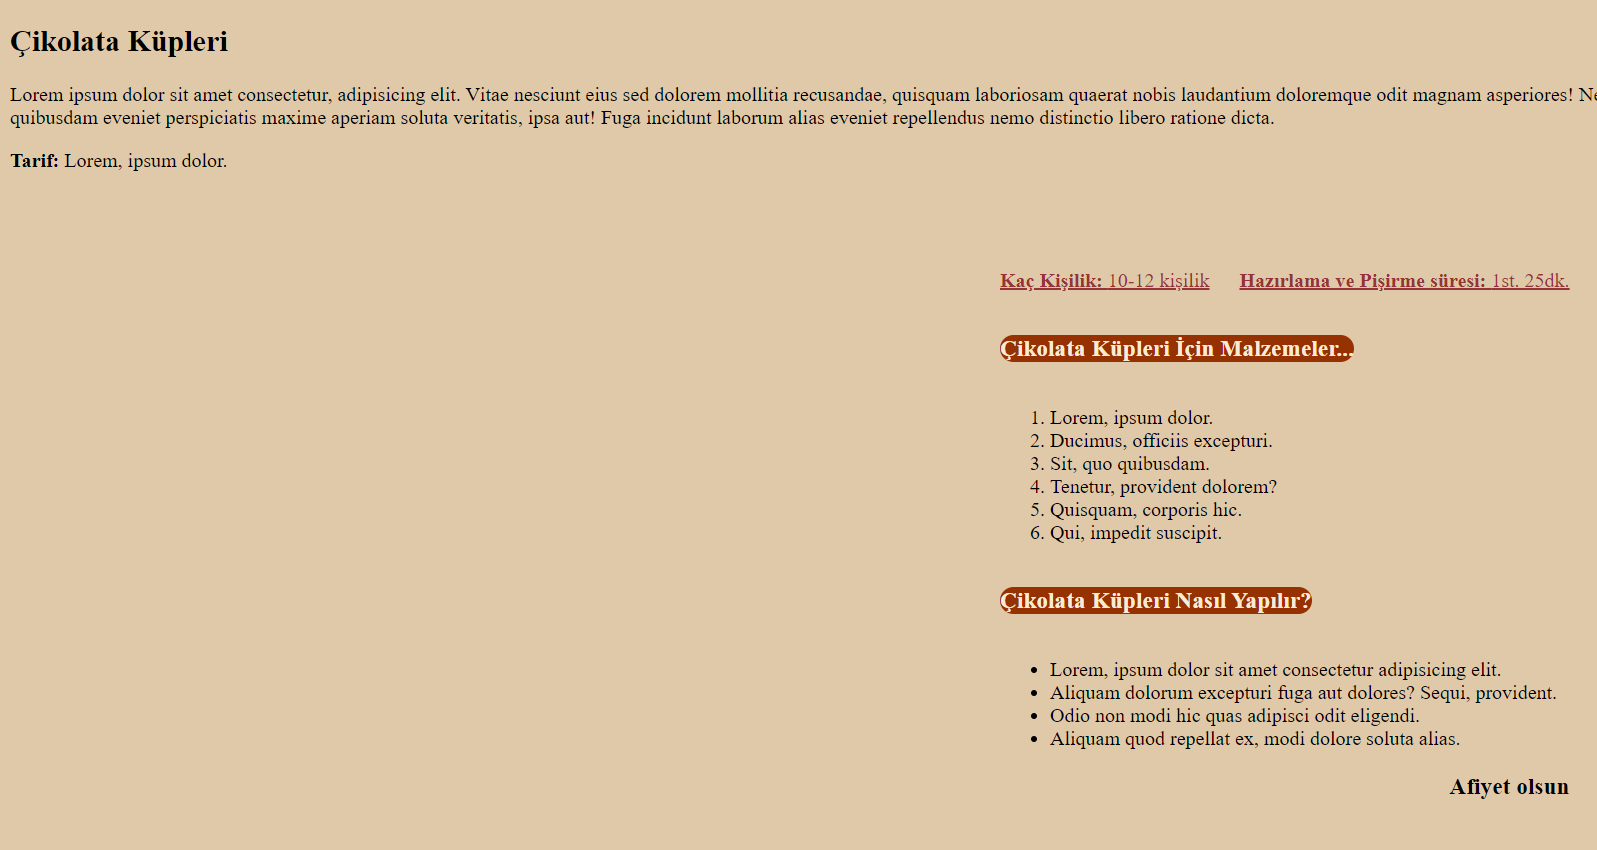 Çikolata Küpleri
Lorem ipsum dolor sit amet consectetur, adipisicing elit. Vitae nesciunt eius sed dolorem mollitia recusandae, quisquam laboriosam quaerat nobis laudantium doloremque odit magnam asperiores!
quibusdam eveniet perspiciatis maxime aperiam soluta veritatis, ipsa aut! Fuga incidunt laborum alias eveniet repellendus nemo distinctio libero ratione dicta.
Tarif: Lorem, ipsum dolor.
Kaç Kişilik: 10-12 kişilik Hazırlama ve Pişirme süresi: 1st. 25dk.
Çikolata Küpleri İçin Malzemeler...
1. Lorem, ipsum dolor.
2. Ducimus, officiis excepturi.
3. Sit, quo quibusdam.
4. Tenetur, provident dolorem?
5. Quisquam, corporis hic.
6. Qui, impedit suscipit.
Çikolata Küpleri Nasıl Yapılır?
• Lorem, ipsum dolor sit amet consectetur adipisicing elit.
• Aliquam dolorum excepturi fuga aut dolores? Sequi, provident.
• Odio non modi hic quas adipisci odit eligendi.
• Aliquam quod repellat ex, modi dolore soluta alias.
Afiyet olsun